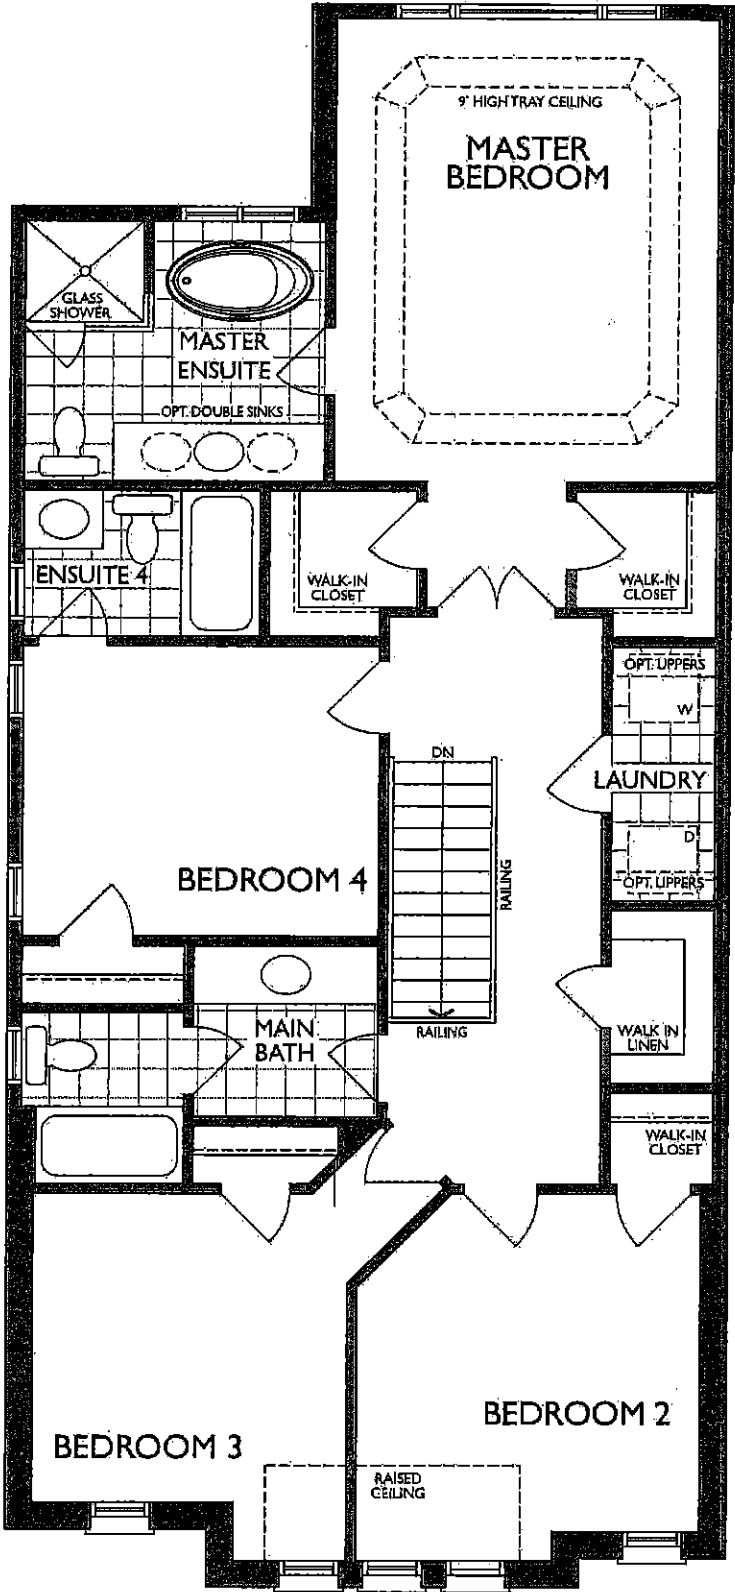 9' HIGH TRAY CEILING
MASTER
BEDROOM
GLASS
SHOWER
MASTER
ENSUITE
OPT. DOUBLE SINKS
ENSUITE 4
WALK-IN
CLOSET
WALK-IN
CLOSET
OPT. UPPERS
W
DN
LAUNDRY
D
RAILING
BEDROOM 4
OPT. UPPERS
MAIN
BATH
RAILING
WALK IN
LINEN
WALK-IN
CLOSET
BEDROOM 2
BEDROOM 3
RAISED
CEILING